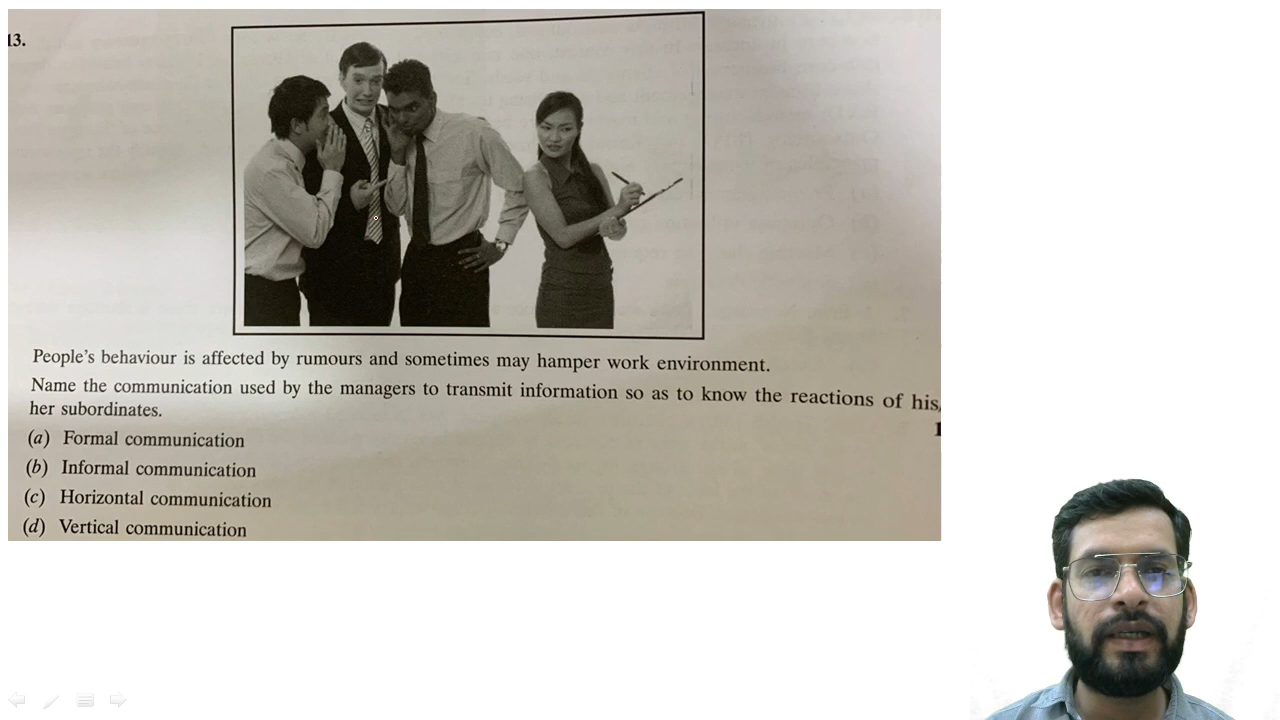 13.
People's behaviour is affected by rumours and sometimes may hamper work environment.
Name the communication used by the managers to transmit information so as to know the reactions of his/
her subordinates.
1
(a) Formal communication
(b) Informal communication
(c) Horizontal communication
(d) Vertical communication